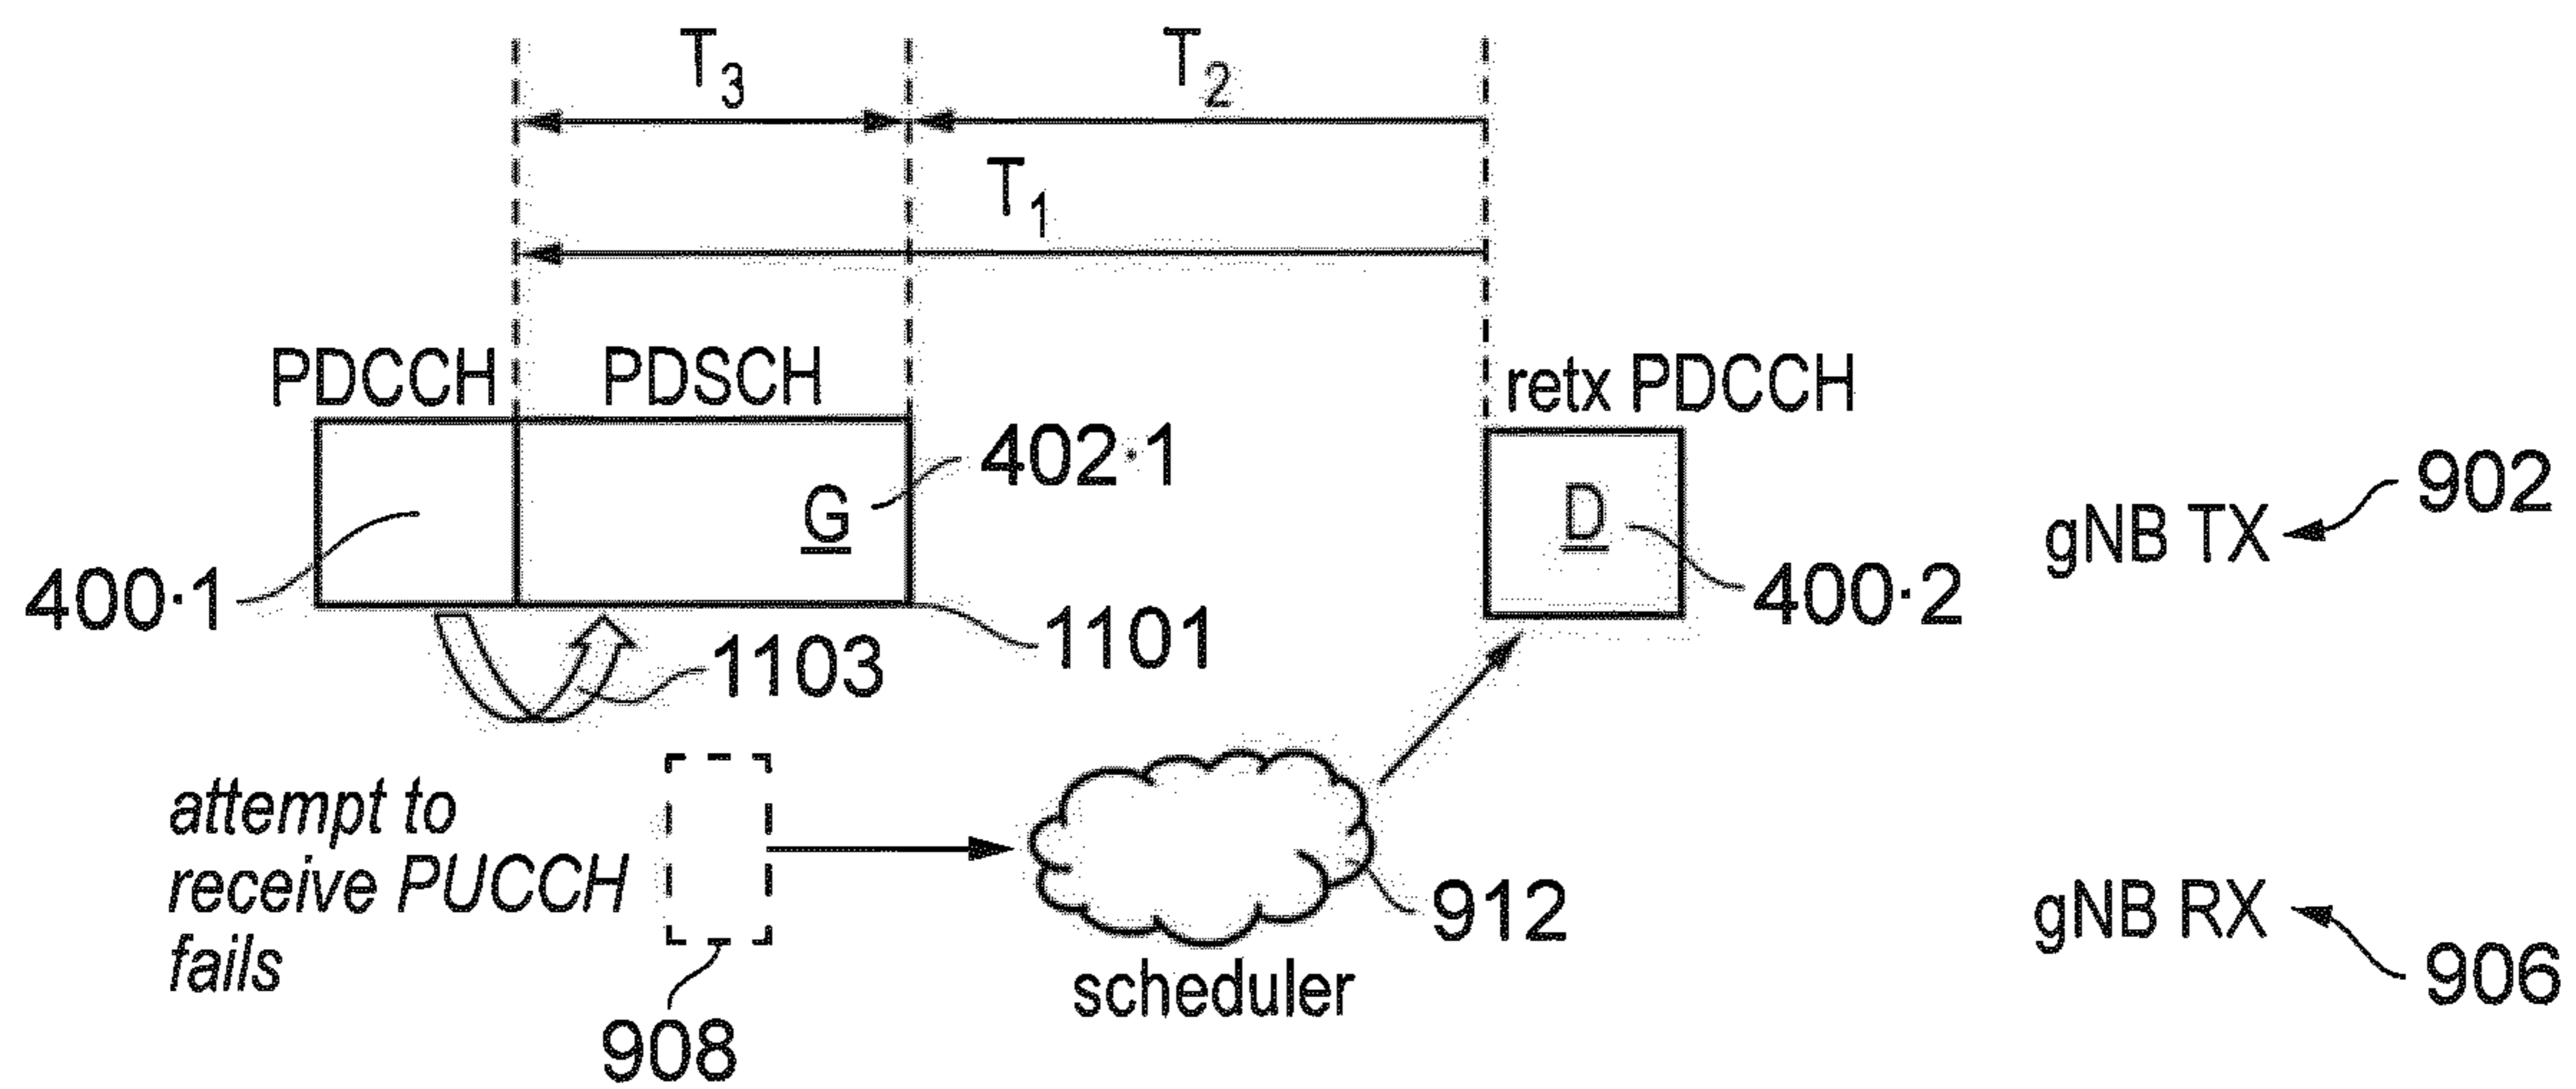 T3
T2
T1
PDCCH
PDSCH
retx PDCCH
402·1
G
D
902
gNB TX
400·1
1101
400·2
1103
attempt to
receive PUCCH
fails
912
gNB RX
scheduler
906
908